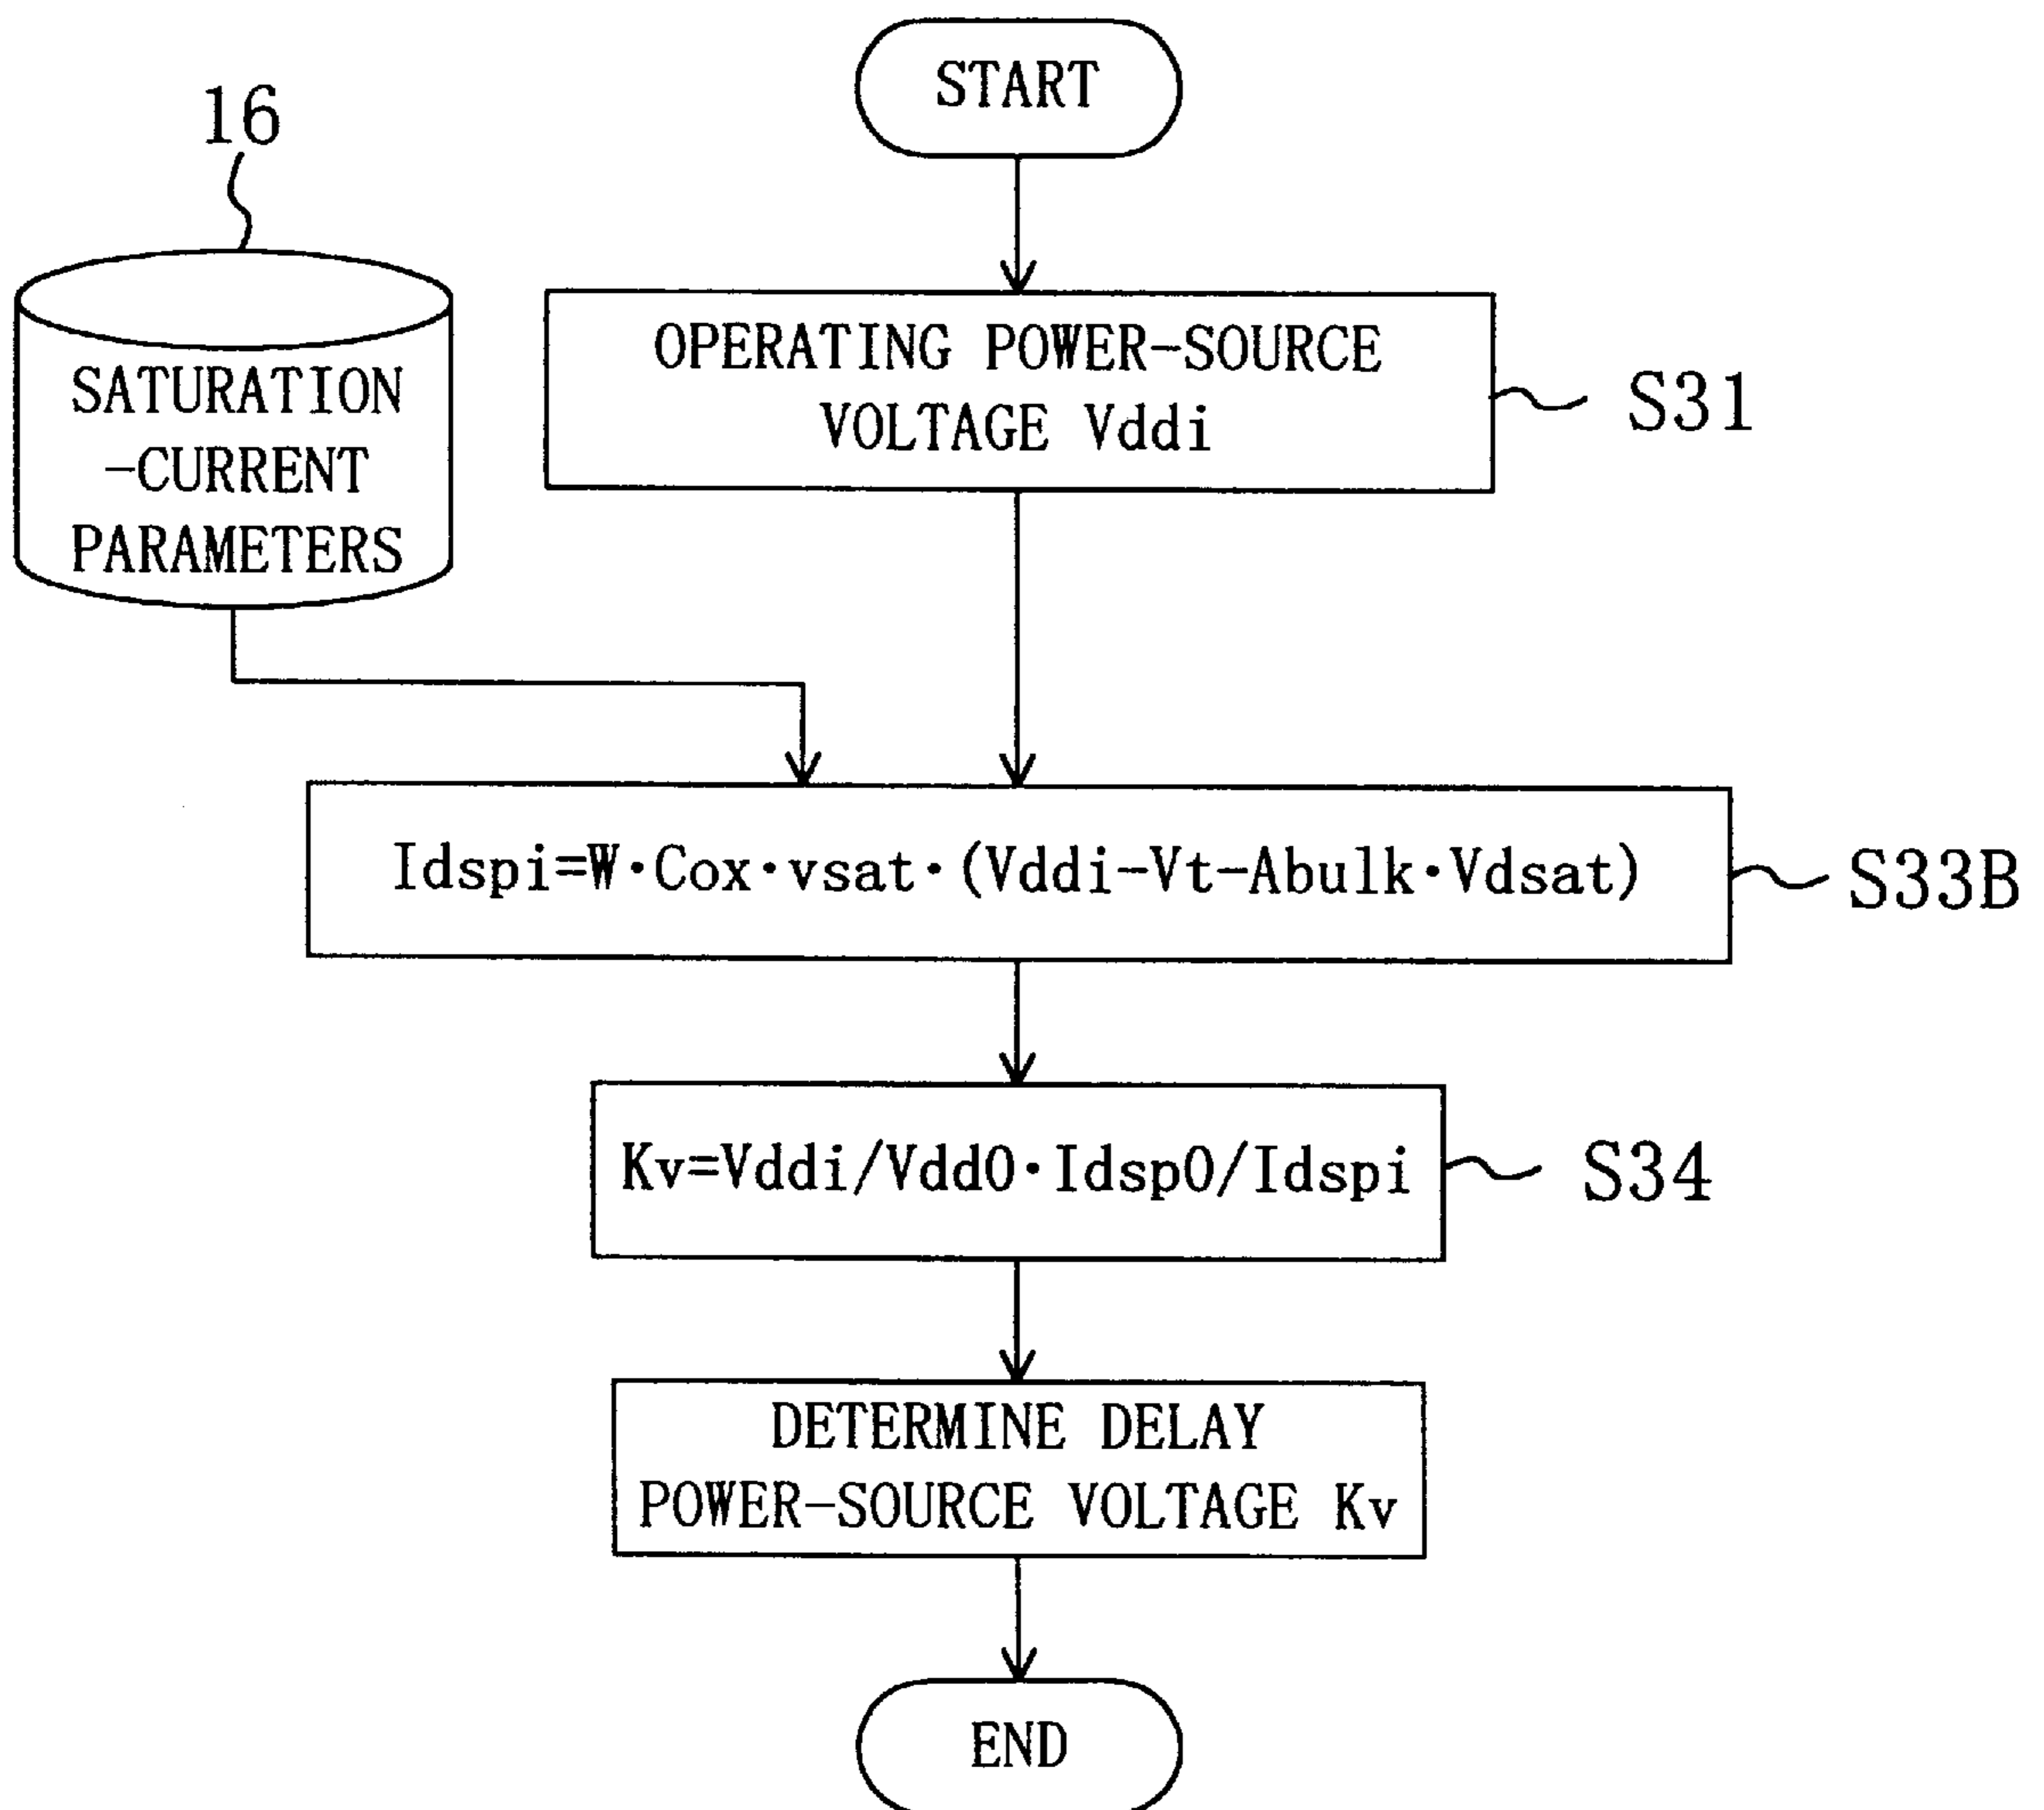 START
16
SATURATION
-CURRENT
PARAMETERS
OPERATING POWER-SOURCE
VOLTAGE Vddi
S31
Idspi=W·Cox·vsat·(Vddi-Vt-Abulk·Vdsat)
S33B
Kv=Vddi/Vdd0·Idsp0/Idspi
S34
DETERMINE DELAY
POWER-SOURCE VOLTAGE Kv
END